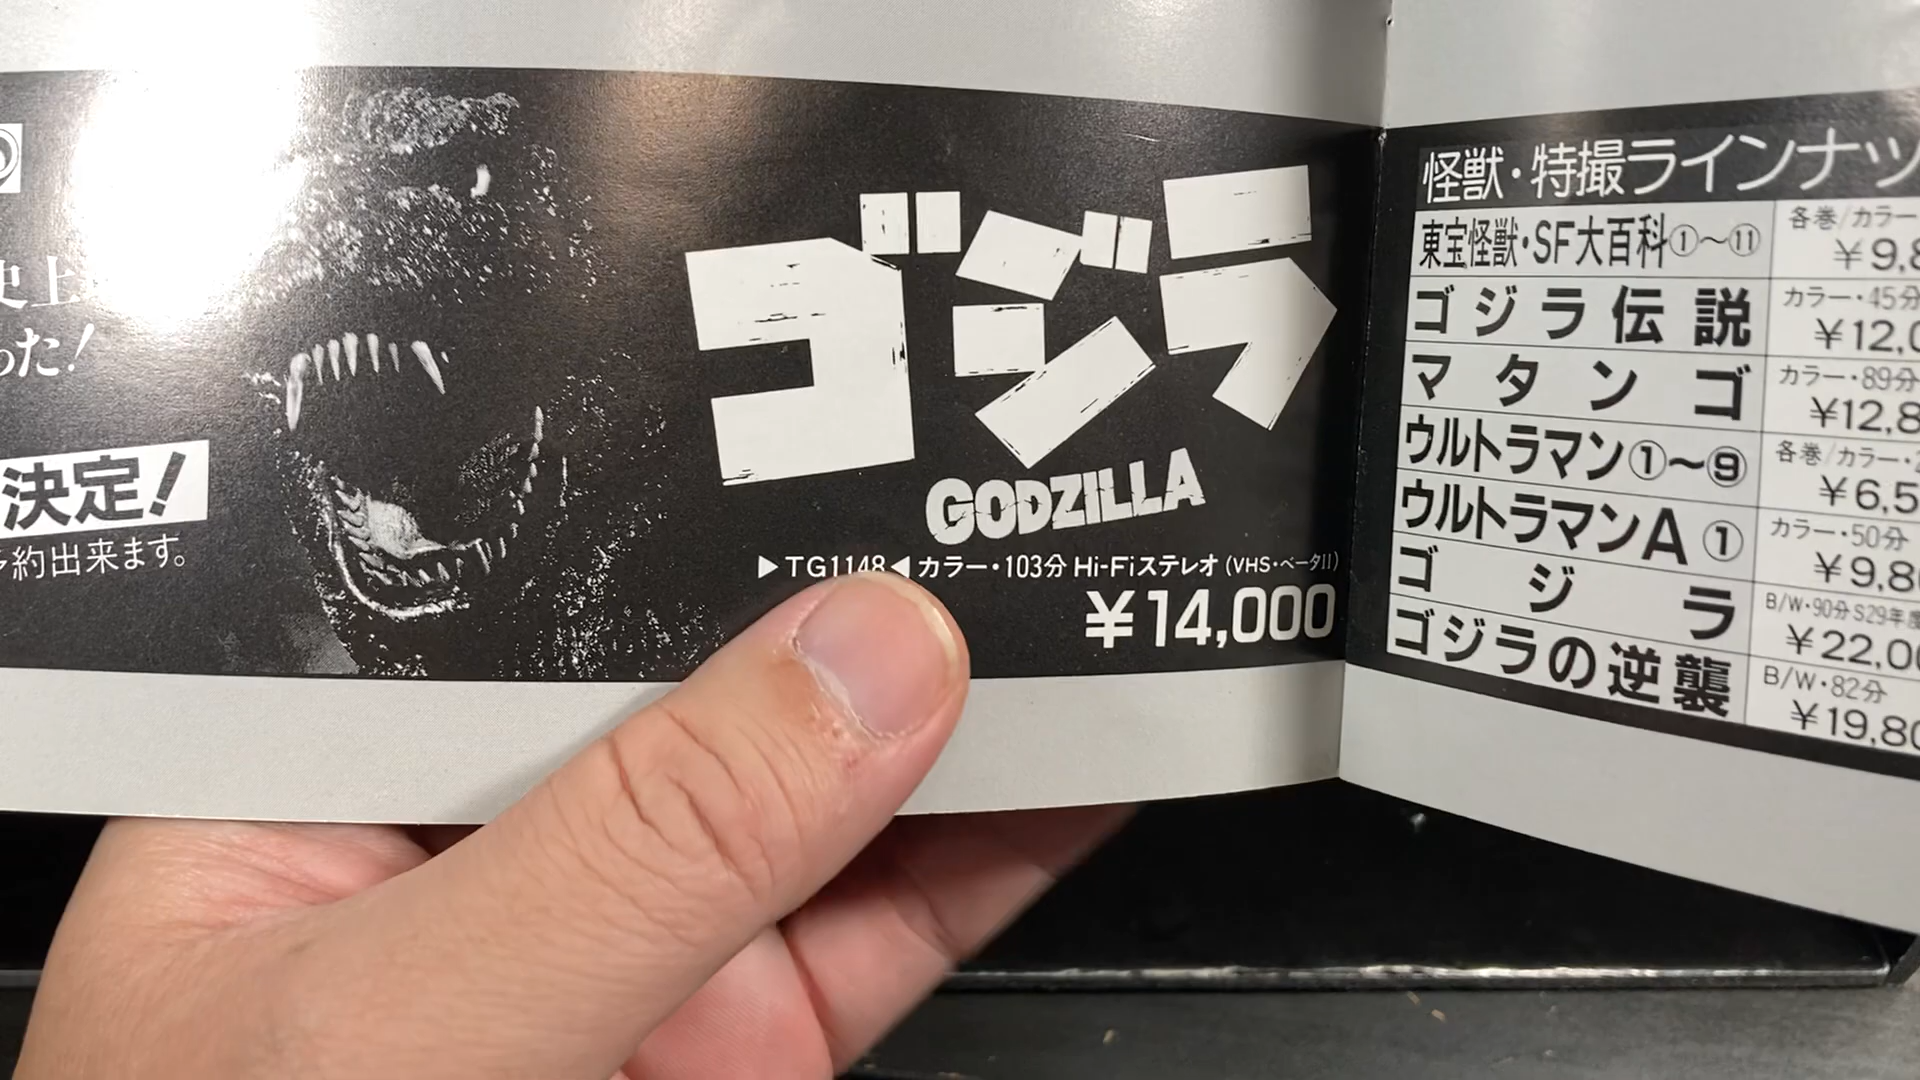 史上
った!
決定!
予約出来ます。
ゴジラ
GODZILLA
▶TG1148◀カラー・103分 Hi-Fiステレオ (VHS・ベータII)
¥14,000
怪獣・特撮ラインナッ
東宝怪獣・SF大百科①〜⑪
各巻/カラー
¥9,8
ゴジラ伝説
カラー・45分
¥12,0
マタンゴ
カラー・89分
¥12,8
ウルトラマン①〜⑨
各巻/カラー・2
¥6,5
ウルトラマンA①
カラー・50分
¥9,80
ゴジラ
B/W・90分S29年度
¥22,00
ゴジラの逆襲
B/W・82分
¥19,80